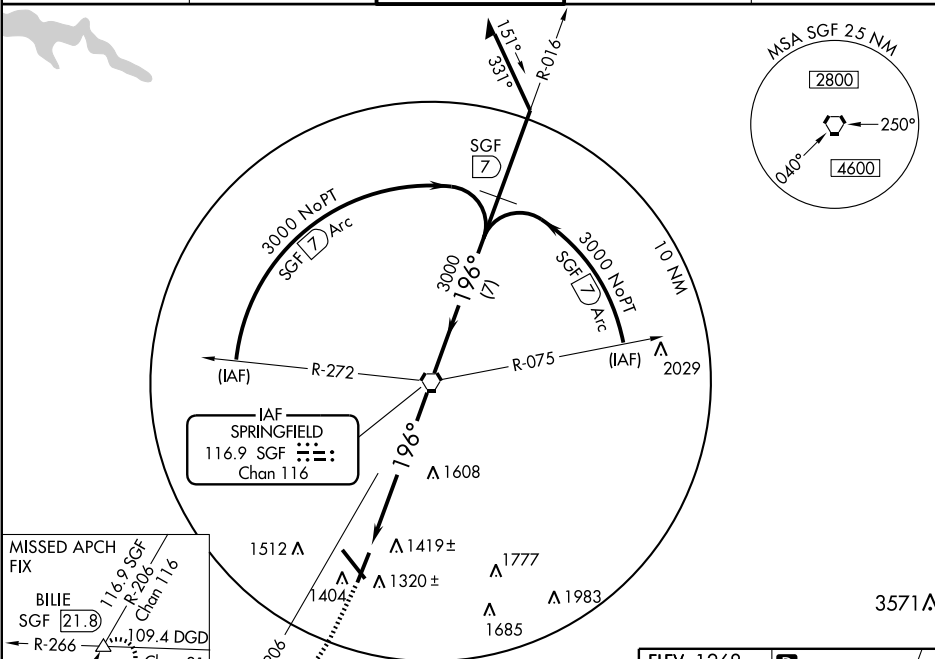 151°
331°
R-016
MSA SGF 25 NM
2800
250°
040°
4600
SGF
7
3000 NoPT
SGF 7 Arc
3000 NoPT
SGF 7 Arc
10 NM
3000
196°
(7)
(IAF)
R-272
R-075
(IAF)
2029
IAF
SPRINGFIELD
116.9 SGF
Chan 116
196°
1608
1512
1419±
1777
1404
1320±
1983
1685
3571
MISSED APCH
FIX
116.9 SGF
R-206
Chan 116
BILIE
SGF 21.8
109.4 DGD
R-266